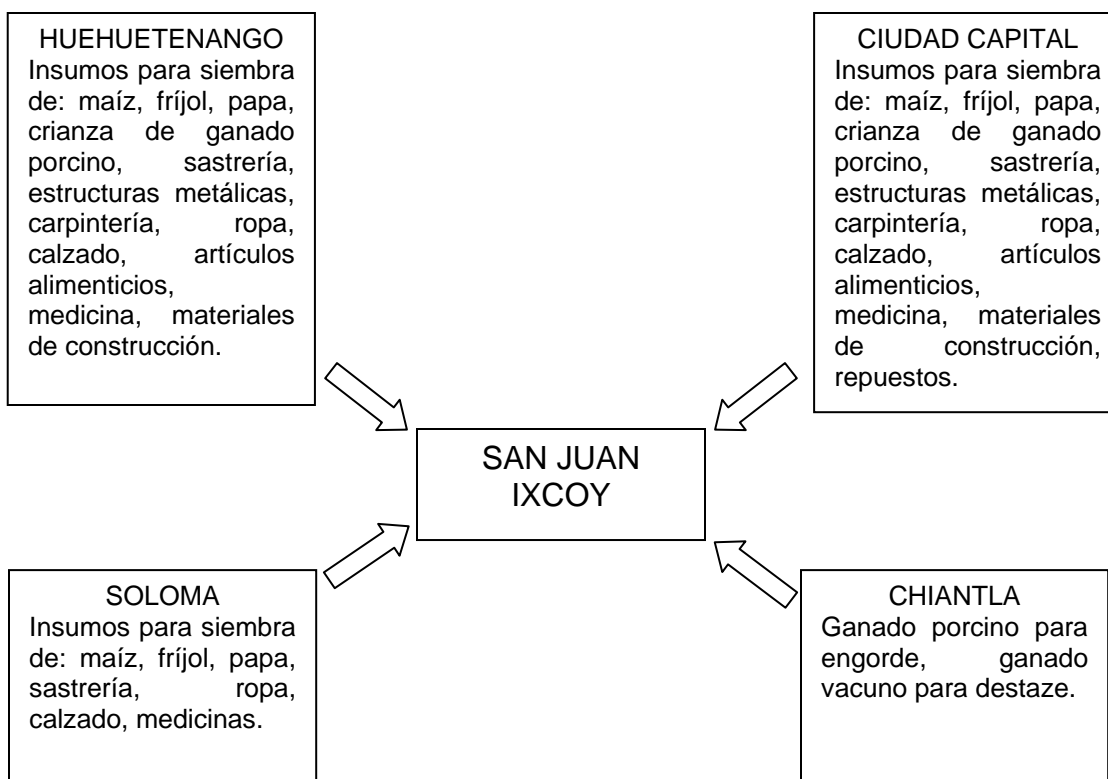 HUEHUETENANGO
Insumos para siembra
de: maíz, fríjol, papa,
crianza de ganado
porcino, sastrería,
estructuras metálicas,
carpintería, ropa,
calzado, artículos
alimenticios,
medicina, materiales
de construcción.
CIUDAD CAPITAL
Insumos para siembra
de: maíz, fríjol, papa,
crianza de ganado
porcino, sastrería,
estructuras metálicas,
carpintería, ropa,
calzado, artículos
alimenticios,
medicina, materiales
de construcción,
repuestos.
SAN JUAN
IXCOY
SOLOMA
Insumos para siembra
de: maíz, fríjol, papa,
sastrería, ropa,
calzado, medicinas.
CHIANTLA
Ganado porcino para
engorde, ganado
vacuno para destaze.